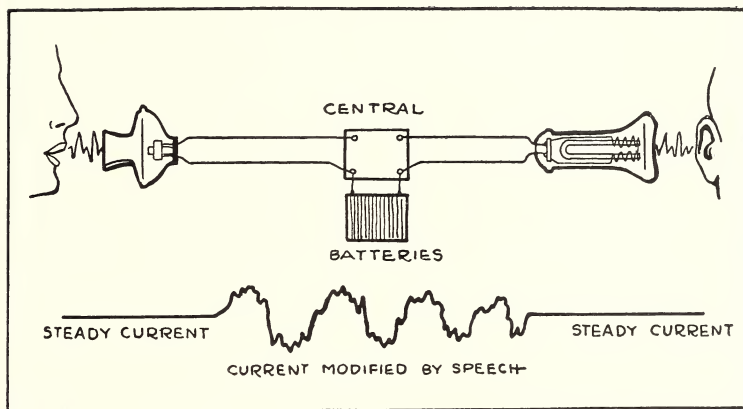 CENTRAL
BATTERIES
STEADY CURRENT
STEADY CURRENT
CURRENT MODIFIED BY SPEECH